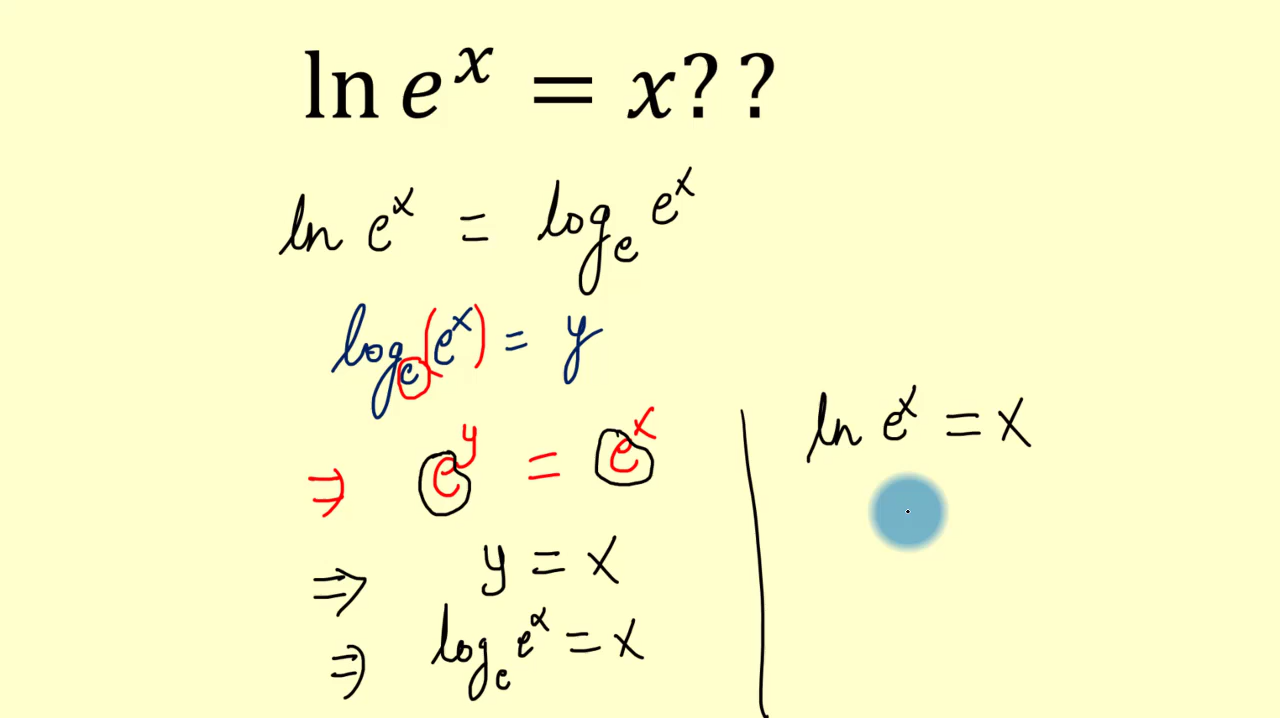 ln e^x = x??
ln e^x = log_e e^x
log_e (e^x) = y
⇒ e^y = e^x
⇒ y = x
⇒ log_e e^x = x
ln e^x = x